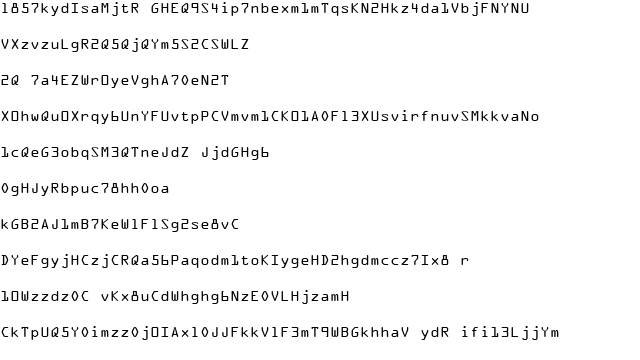 1857kydIsaMjtR GHEQ9S4ip7nbexm1mTqsKN2Hkz4da1VbjFNYNU
VXzvzuLgR2Q5QjQYm5S2CSWLZ
2Q 7a4EZWrOyeVghA70eN2T
XOhwQuOXrqy6UnYFUvtpPCVmvm1CKO1A0F13XUsvirfnuvSMkkvaNo
1cQeG3obqSM3QTneJdZ JjdGHg6
0gHJyRbpuc78hh0oa
kGB2AJ1mB7KeW1F1Sg2se8vC
DYeFgyjHCzjCRQa56Paqodm1toKIygeHD2hgdmccz7Ix8 r
1OWzzdz0C vKx8uCdWhghg6NzE0VLHjzamH
CkTpUQ5Y0imzz0jOIAx10JJFkkV1F3mT9WBGkhhaV ydR ifi13LjjYm